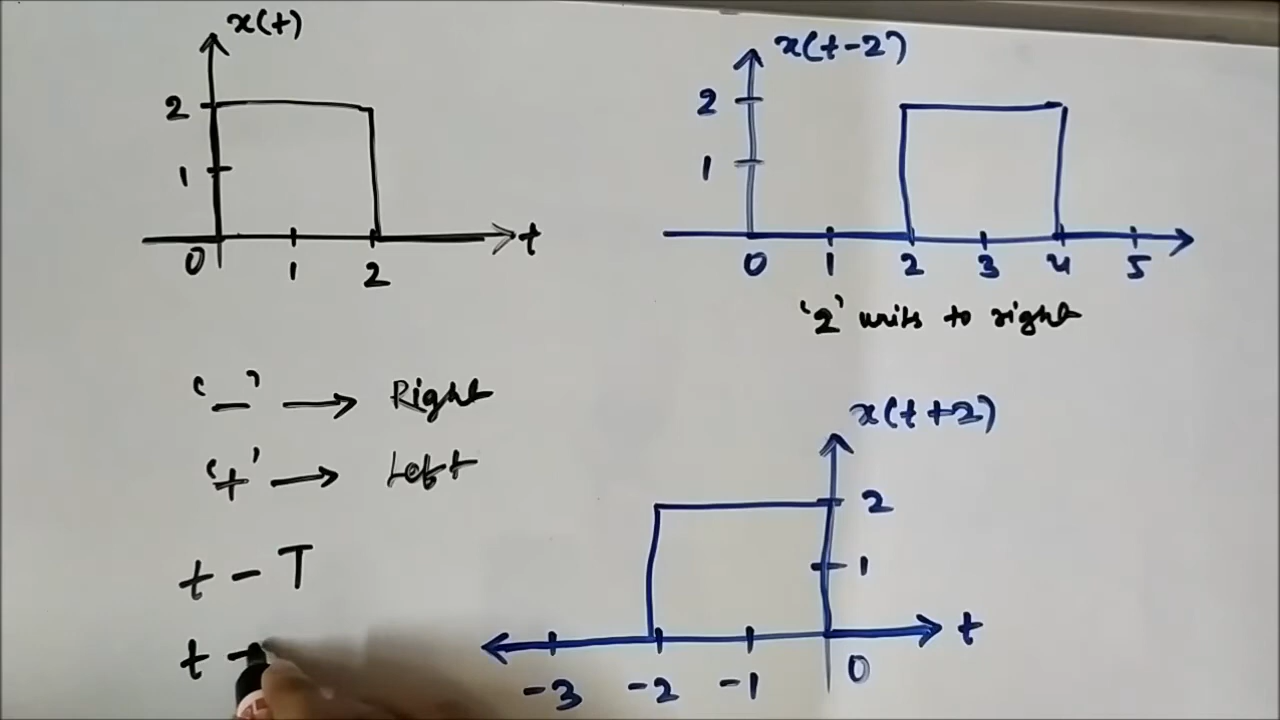 x(t)
2
1
0 1 2 t
x(t-2)
2
1
0 1 2 3 4 5
'2' units to right
'-' → Right
'+' → Left
t - T
t -
x(t+2)
2
1
-3 -2 -1 0 t